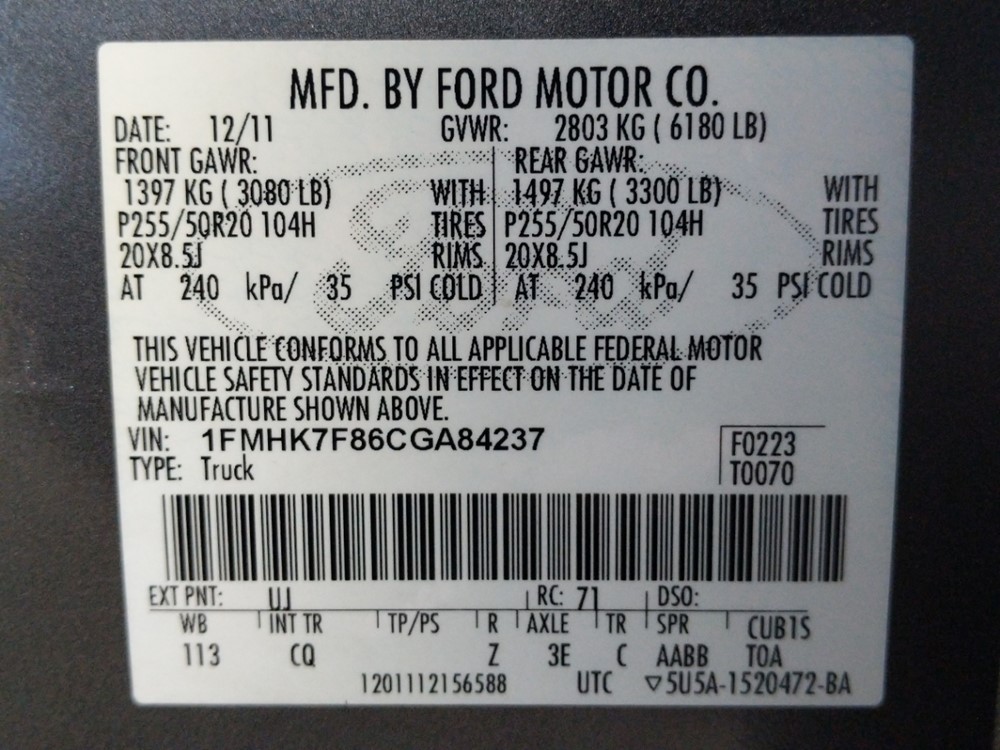 MFD. BY FORD MOTOR CO.
DATE: 12/11 GVWR: 2803 KG ( 6180 LB)
FRONT GAWR: REAR GAWR:
1397 KG ( 3080 LB) WITH 1497 KG ( 3300 LB) WITH
P255/50R20 104H TIRES P255/50R20 104H TIRES
20X8.5J RIMS 20X8.5J RIMS
AT 240 kPa/ 35 PSI COLD AT 240 kPa/ 35 PSI COLD
THIS VEHICLE CONFORMS TO ALL APPLICABLE FEDERAL MOTOR
VEHICLE SAFETY STANDARDS IN EFFECT ON THE DATE OF
MANUFACTURE SHOWN ABOVE.
VIN: 1FMHK7F86CGA84237 F0223
TYPE: Truck T0070
EXT PNT: UJ RC: 71 DSO:
WB INT TR TP/PS R AXLE TR SPR CUB1S
113 CQ Z 3E C AABB TOA
1201112156588 UTC ▽5U5A-1520472-BA
Ford